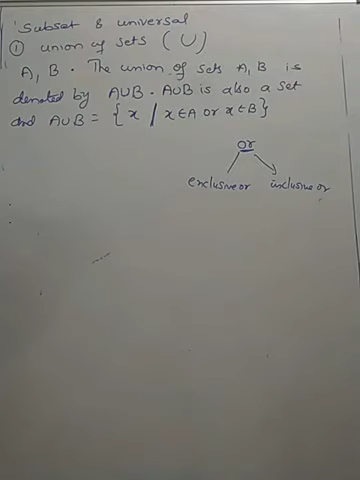 Subset & universal
① union of sets (∪)
A, B. The union of sets A, B is
denoted by A∪B. A∪B is also a set
and A∪B = {x / x∈A or x∈B}
or
exclusive or inclusive or